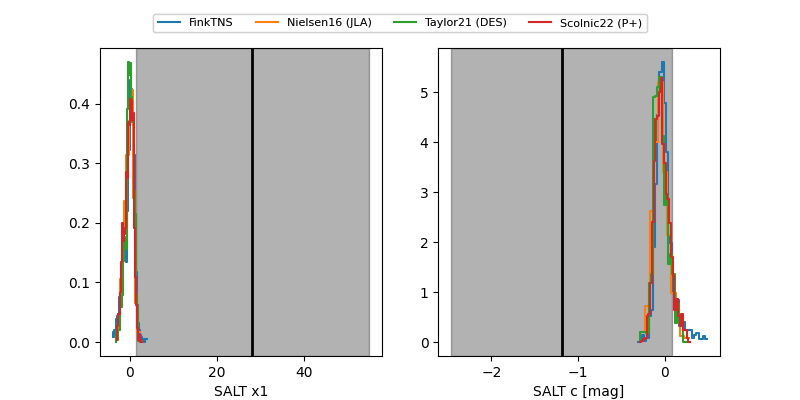 FinkTNS Nielsen16 (JLA) Taylor21 (DES) Scolnic22 (P+)
0.4
0.3
0.2
0.1
0.0
0 20 40
SALT x1
5
4
3
2
1
0
−2 −1 0
SALT c [mag]